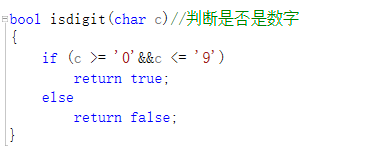 bool isdigit(char c)//判断是否是数字
{
    if (c >= '0'&&c <= '9')
        return true;
    else
        return false;
}